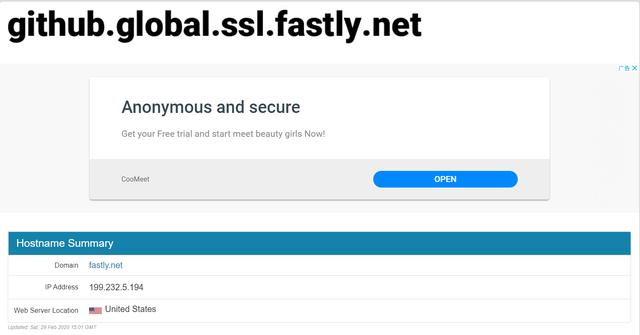 github.global.ssl.fastly.net
广告 ✕
Anonymous and secure
Get your Free trial and start meet beauty girls Now!
CooMeet OPEN
Hostname Summary
Domain fastly.net
IP Address 199.232.5.194
Web Server Location United States
Updated: Sat, 29 Feb 2020 15:01 GMT